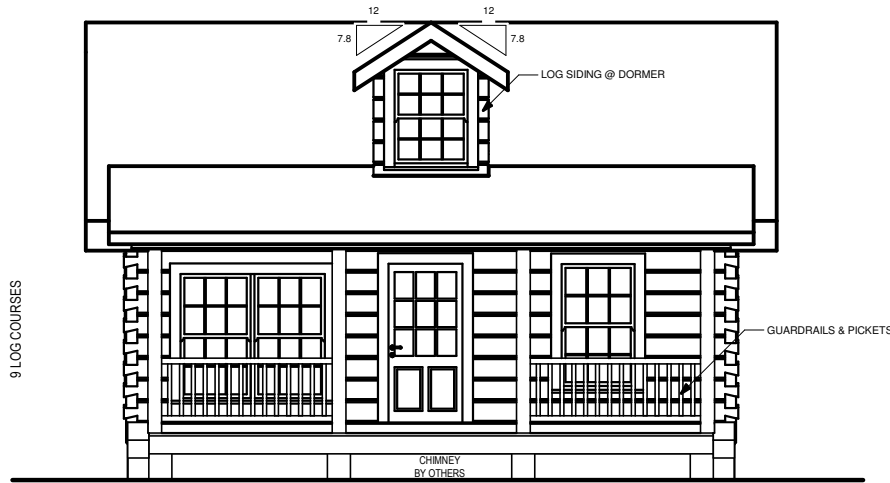 12
12
7.8
7.8
LOG SIDING @ DORMER
9 LOG COURSES
GUARDRAILS & PICKETS
CHIMNEY
BY OTHERS